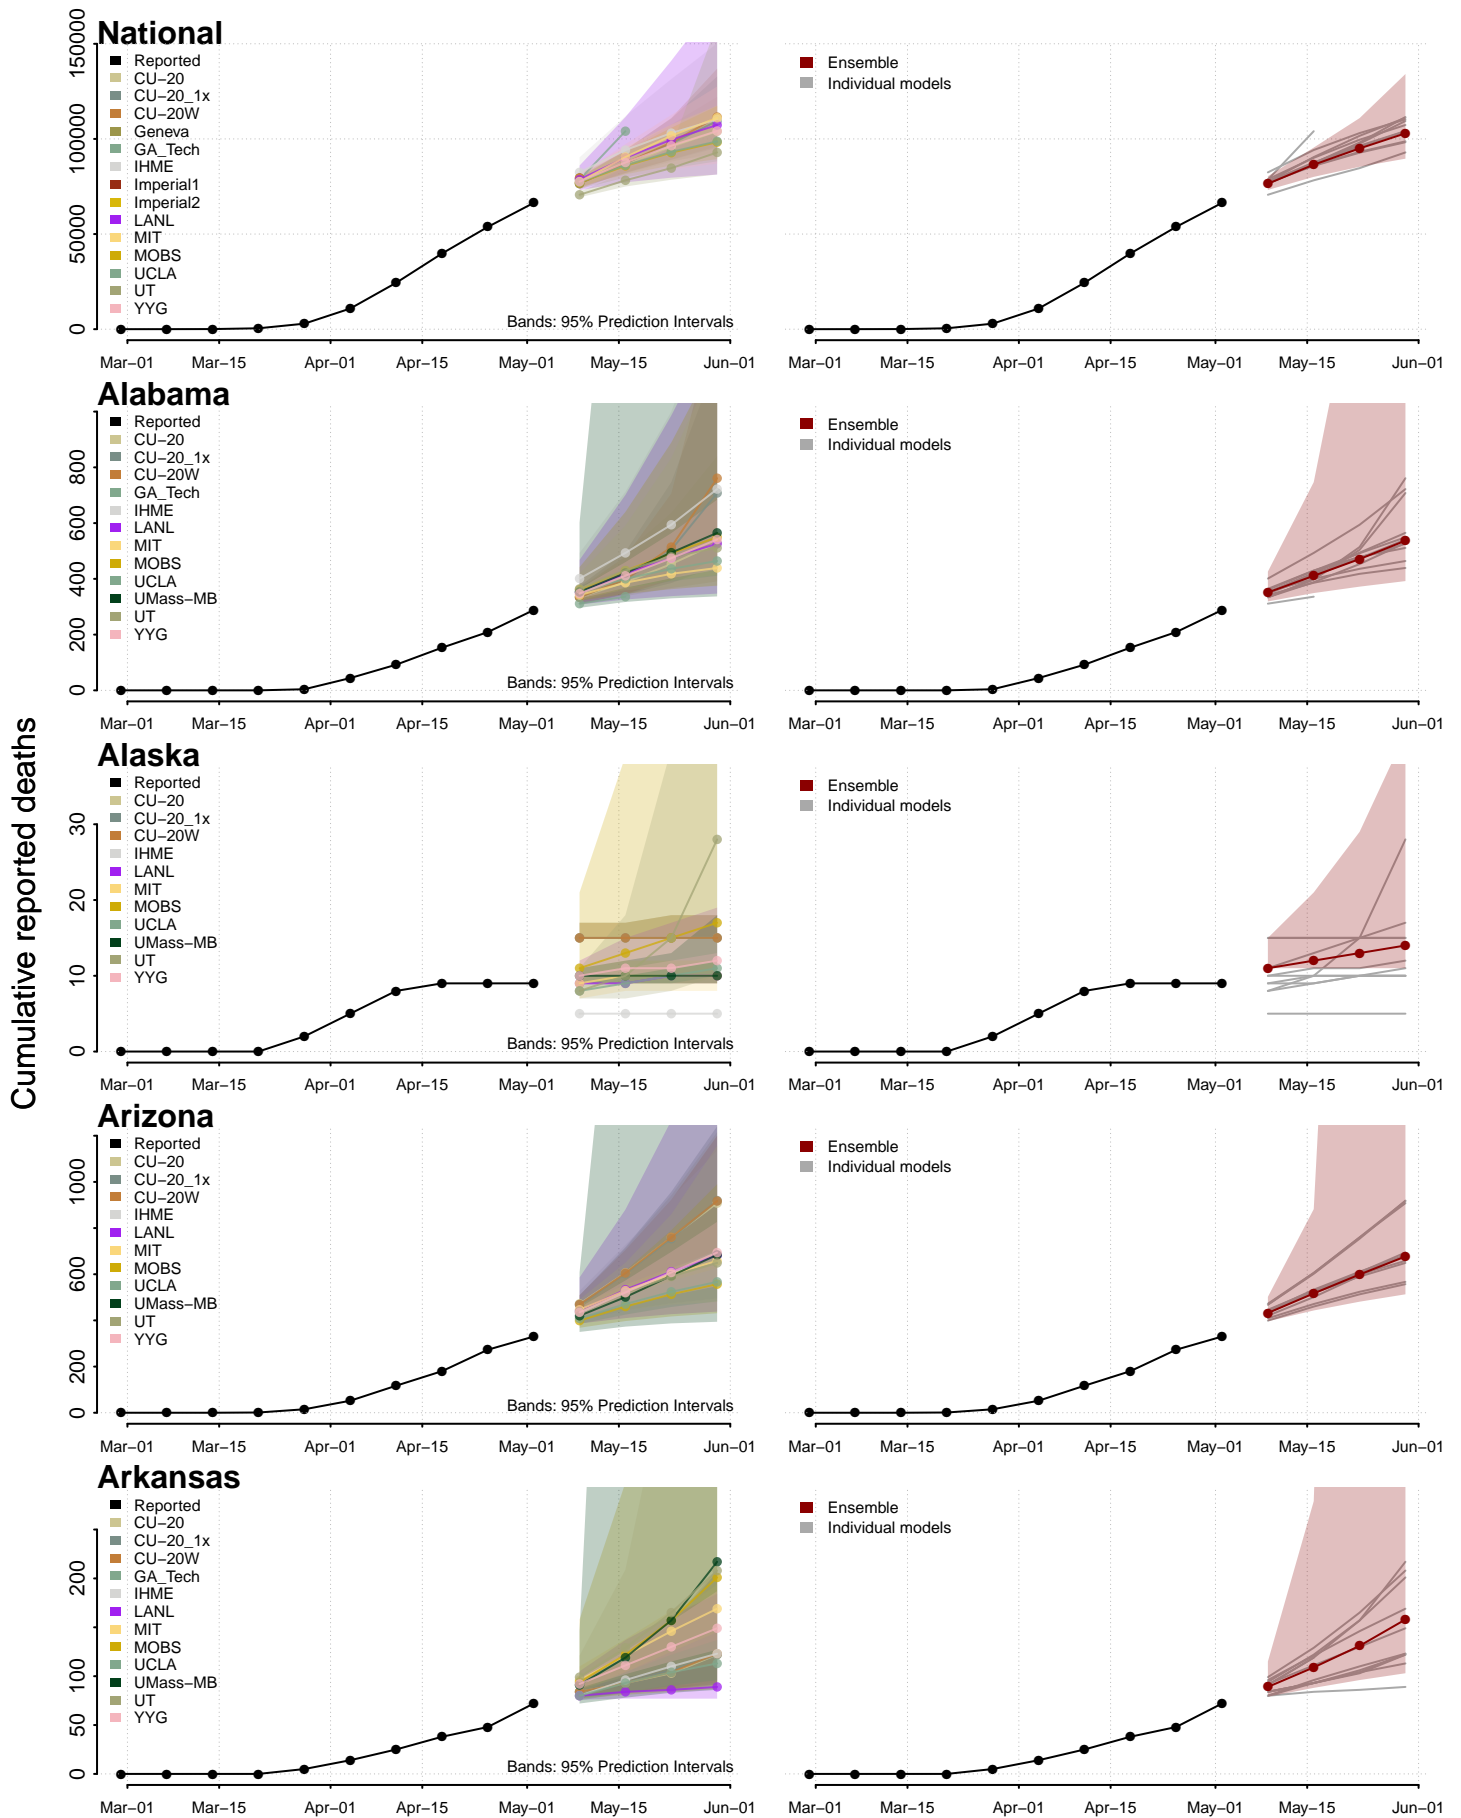 Cumulative reported deaths
National
150000
100000
50000
0
Reported
CU−20
CU−20_1x
CU−20W
Geneva
GA_Tech
IHME
Imperial1
Imperial2
LANL
MIT
MOBS
UCLA
UT
YYG
Bands: 95% Prediction Intervals
Mar−01 Mar−15 Apr−01 Apr−15 May−01 May−15 Jun−01
Ensemble
Individual models
Mar−01 Mar−15 Apr−01 Apr−15 May−01 May−15 Jun−01
Alabama
800
600
400
200
0
Reported
CU−20
CU−20_1x
CU−20W
GA_Tech
IHME
LANL
MIT
MOBS
UCLA
UMass−MB
UT
YYG
Bands: 95% Prediction Intervals
Mar−01 Mar−15 Apr−01 Apr−15 May−01 May−15 Jun−01
Ensemble
Individual models
Mar−01 Mar−15 Apr−01 Apr−15 May−01 May−15 Jun−01
Alaska
30
20
10
0
Reported
CU−20
CU−20_1x
CU−20W
IHME
LANL
MIT
MOBS
UCLA
UMass−MB
UT
YYG
Bands: 95% Prediction Intervals
Mar−01 Mar−15 Apr−01 Apr−15 May−01 May−15 Jun−01
Ensemble
Individual models
Mar−01 Mar−15 Apr−01 Apr−15 May−01 May−15 Jun−01
Arizona
1000
600
200
0
Reported
CU−20
CU−20_1x
CU−20W
IHME
LANL
MIT
MOBS
UCLA
UMass−MB
UT
YYG
Bands: 95% Prediction Intervals
Mar−01 Mar−15 Apr−01 Apr−15 May−01 May−15 Jun−01
Ensemble
Individual models
Mar−01 Mar−15 Apr−01 Apr−15 May−01 May−15 Jun−01
Arkansas
200
100
50
0
Reported
CU−20
CU−20_1x
CU−20W
GA_Tech
IHME
LANL
MIT
MOBS
UCLA
UMass−MB
UT
YYG
Bands: 95% Prediction Intervals
Mar−01 Mar−15 Apr−01 Apr−15 May−01 May−15 Jun−01
Ensemble
Individual models
Mar−01 Mar−15 Apr−01 Apr−15 May−01 May−15 Jun−01